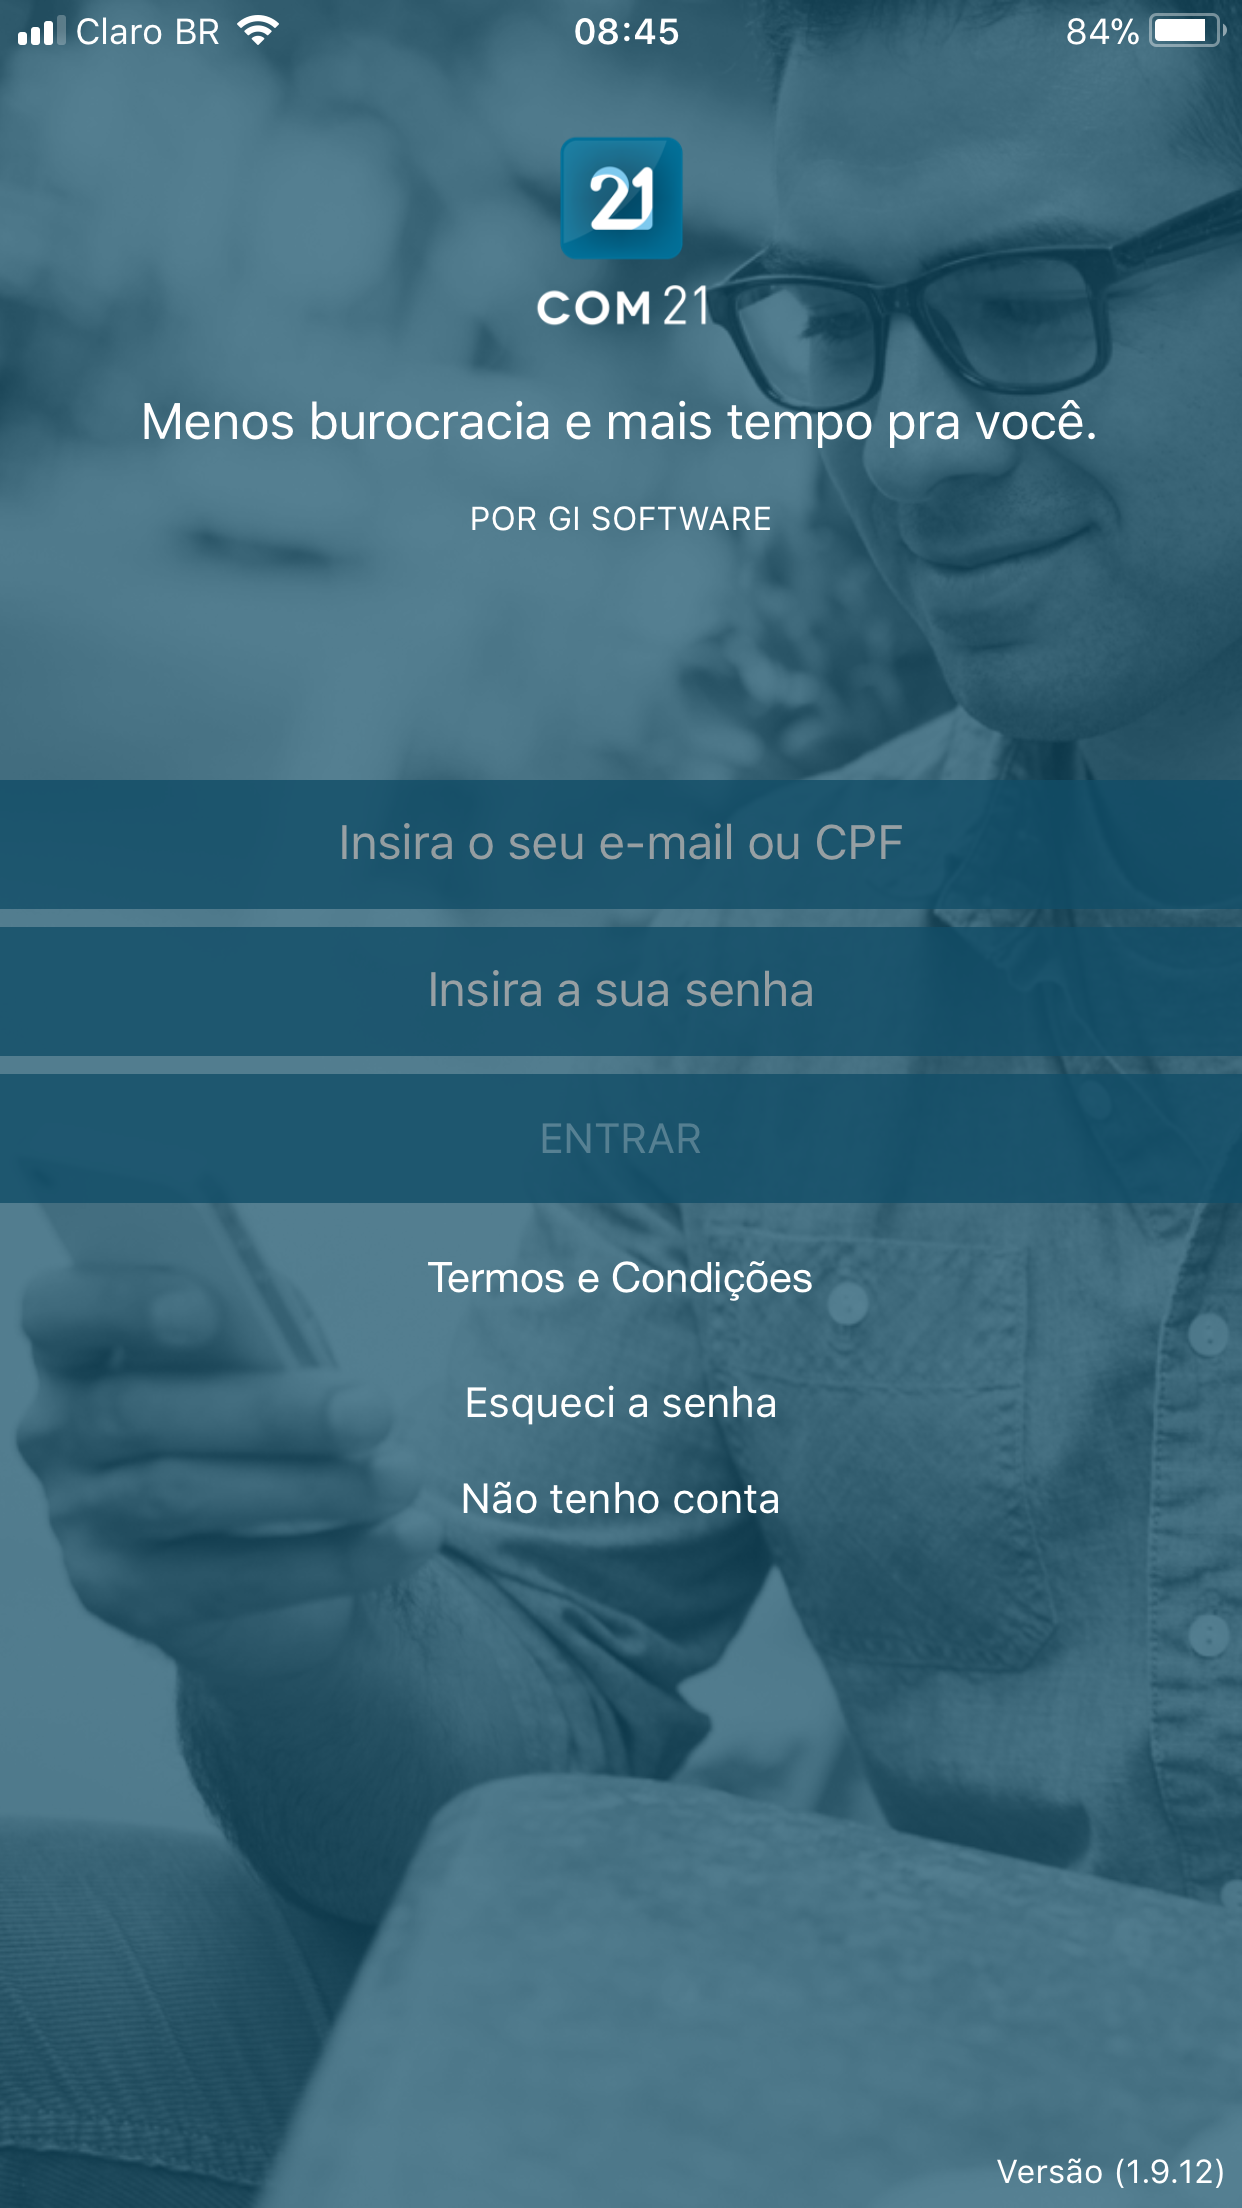 Claro BR 08:45 84%
21
COM 21
Menos burocracia e mais tempo pra você.
POR GI SOFTWARE
Insira o seu e-mail ou CPF
Insira a sua senha
ENTRAR
Termos e Condições
Esqueci a senha
Não tenho conta
Versão (1.9.12)